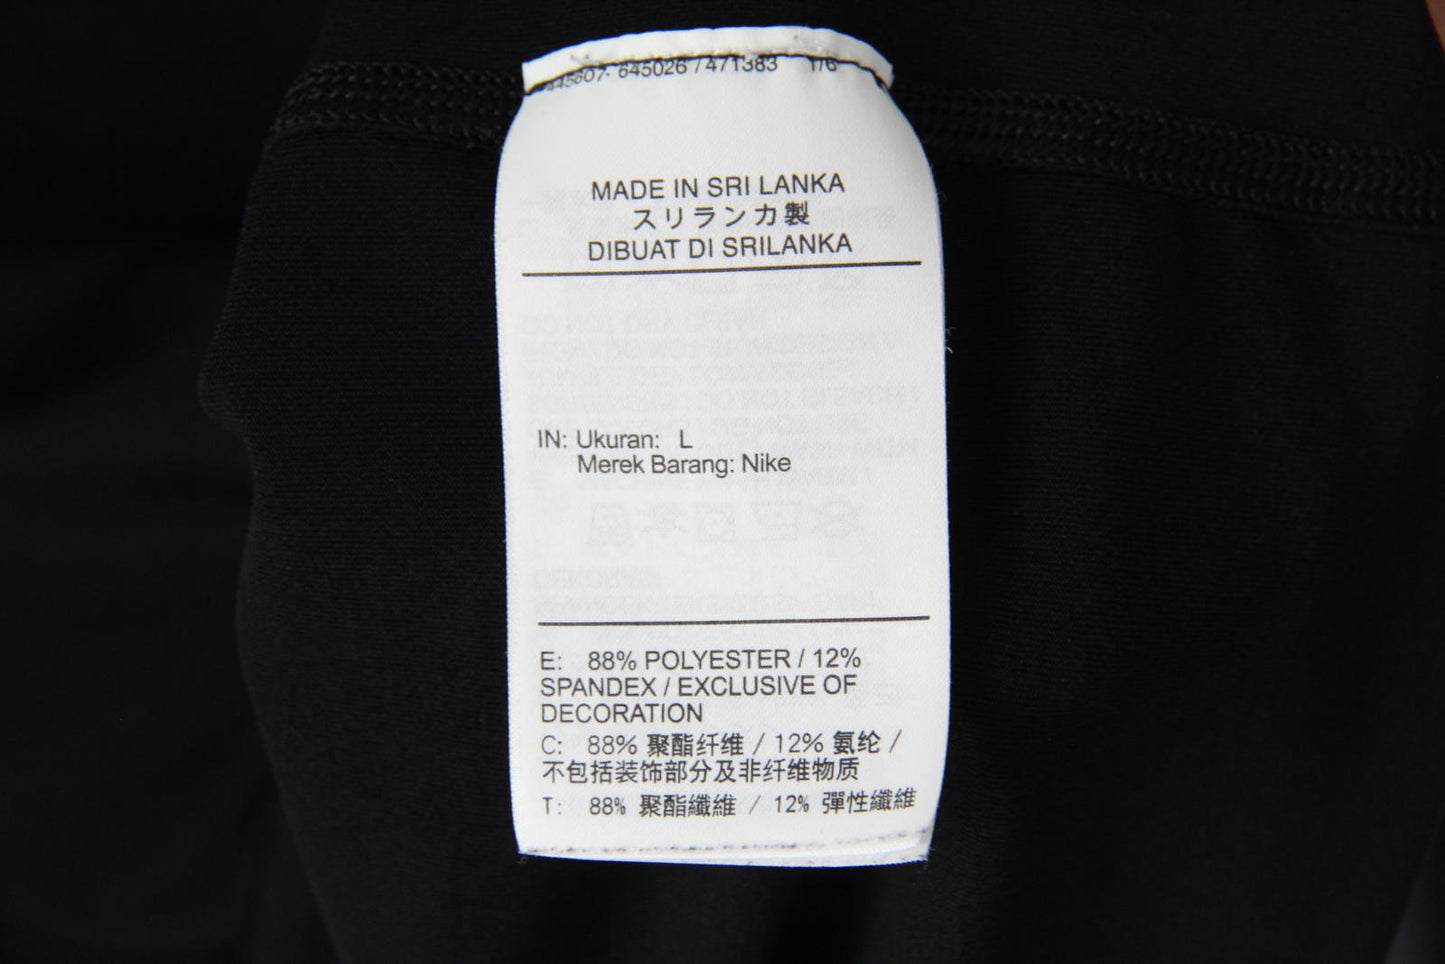 645026 / 471383 1/6
MADE IN SRI LANKA
スリランカ製
DIBUAT DI SRILANKA
IN: Ukuran: L
Merek Barang: Nike
E: 88% POLYESTER / 12%
SPANDEX / EXCLUSIVE OF
DECORATION
C: 88% 聚酯纤维 / 12% 氨纶 /
不包括装饰部分及非纤维物质
T: 88% 聚酯纖維 / 12% 彈性纖維